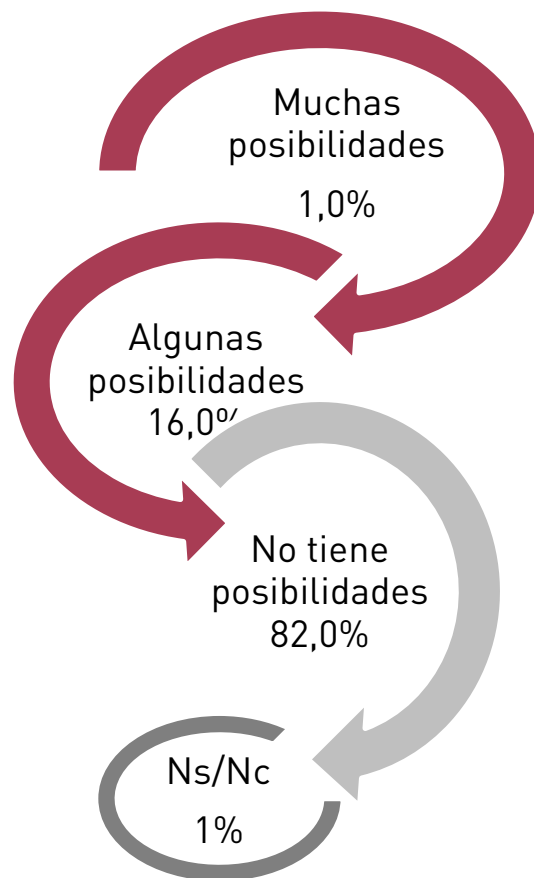 Muchas
posibilidades
1,0%
Algunas
posibilidades
16,0%
No tiene
posibilidades
82,0%
Ns/Nc
1%